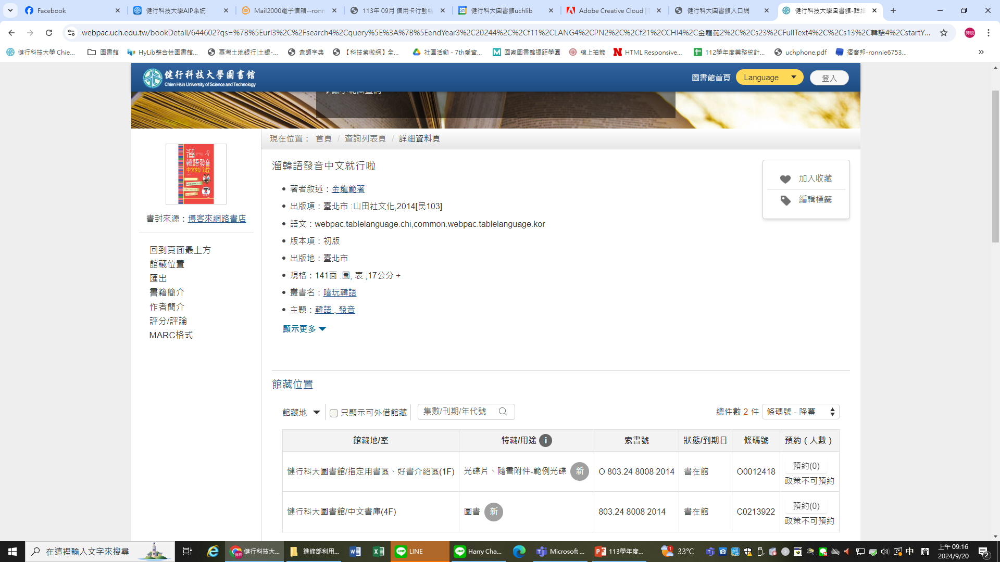 Facebook
健行科技大學AIP系統
Mail2000電子信箱--ronn
113年 09月 信用卡行動帳
健行科大圖書館uchlib
Adobe Creative Cloud |
健行科大圖書館入口網
健行科技大學圖書館-詳細
webpac.uch.edu.tw/bookDetail/644602?qs=%7B%5Eurl3%2C%2Fsearch4%2Cquery%5E%3A%7B%5EendYear3%2C20244%2C%2Cf11%2CLANG4%2CPN2%2C%2Cf21%2CCHI4%2C金龍範2%2C%2Cs23%2CFullText4%2C%2Cs13%2C韓語4%2CstartY...
健行科技大學 Chie...
圖書館
HyLib整合性圖書館...
臺灣土地銀行|土銀-...
倉頡字典
【科技紫微網】全...
社團活動 - 7th愛資...
國家圖書館遠距學園
線上抽籤
HTML Responsive...
112學年度業務統計...
uchphone.pdf
痞客邦-ronnie6753...
健行科技大學圖書館
Chien Hsin University of Science and Technology
圖書館首頁
Language
登入
縮小範圍查詢
現在位置： 首頁 / 查詢列表頁 / 詳細資料頁
書封來源：博客來網路書店
回到頁面最上方
館藏位置
匯出
書籍簡介
作者簡介
評分/評論
MARC格式
溜韓語發音中文就行啦
著者敘述：金龍範著
出版項：臺北市 :山田社文化,2014[民103]
語文：webpac.tablelanguage.chi,common.webpac.tablelanguage.kor
版本項：初版
出版地：臺北市
規格：141面 :圖, 表 ;17公分 +
叢書名：嘻玩韓語
主題：韓語 , 發音
顯示更多
加入收藏
編輯標籤
館藏位置
館藏地
只顯示可外借館藏
集數/刊期/年代號
總件數 2 件
條碼號 - 降冪
館藏地/室 特藏/用途 i 索書號 狀態/到期日 條碼號 預約（人數）
健行科大圖書館/指定用書區、好書介紹區(1F) 光碟片、隨書附件-範例光碟 新 O 803.24 8008 2014 書在館 O0012418 預約(0)
政策不可預約
健行科大圖書館/中文書庫(4F) 圖書 新 803.24 8008 2014 書在館 C0213922 預約(0)
政策不可預約
在這裡輸入文字來搜尋
健行科技大...
進修部利用...
LINE
Harry Cha...
Microsoft ...
113學年度...
33°C
中
倉
上午 09:16
2024/9/20
2